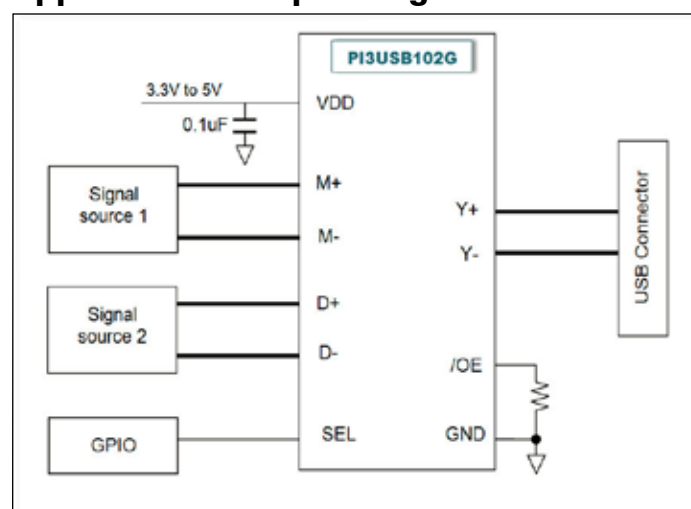 PI3USB102G
3.3V to 5V
VDD
0.1uF
Signal
source 1
M+
M-
Y+
Y-
USB Connector
Signal
source 2
D+
D-
/OE
GPIO
SEL
GND